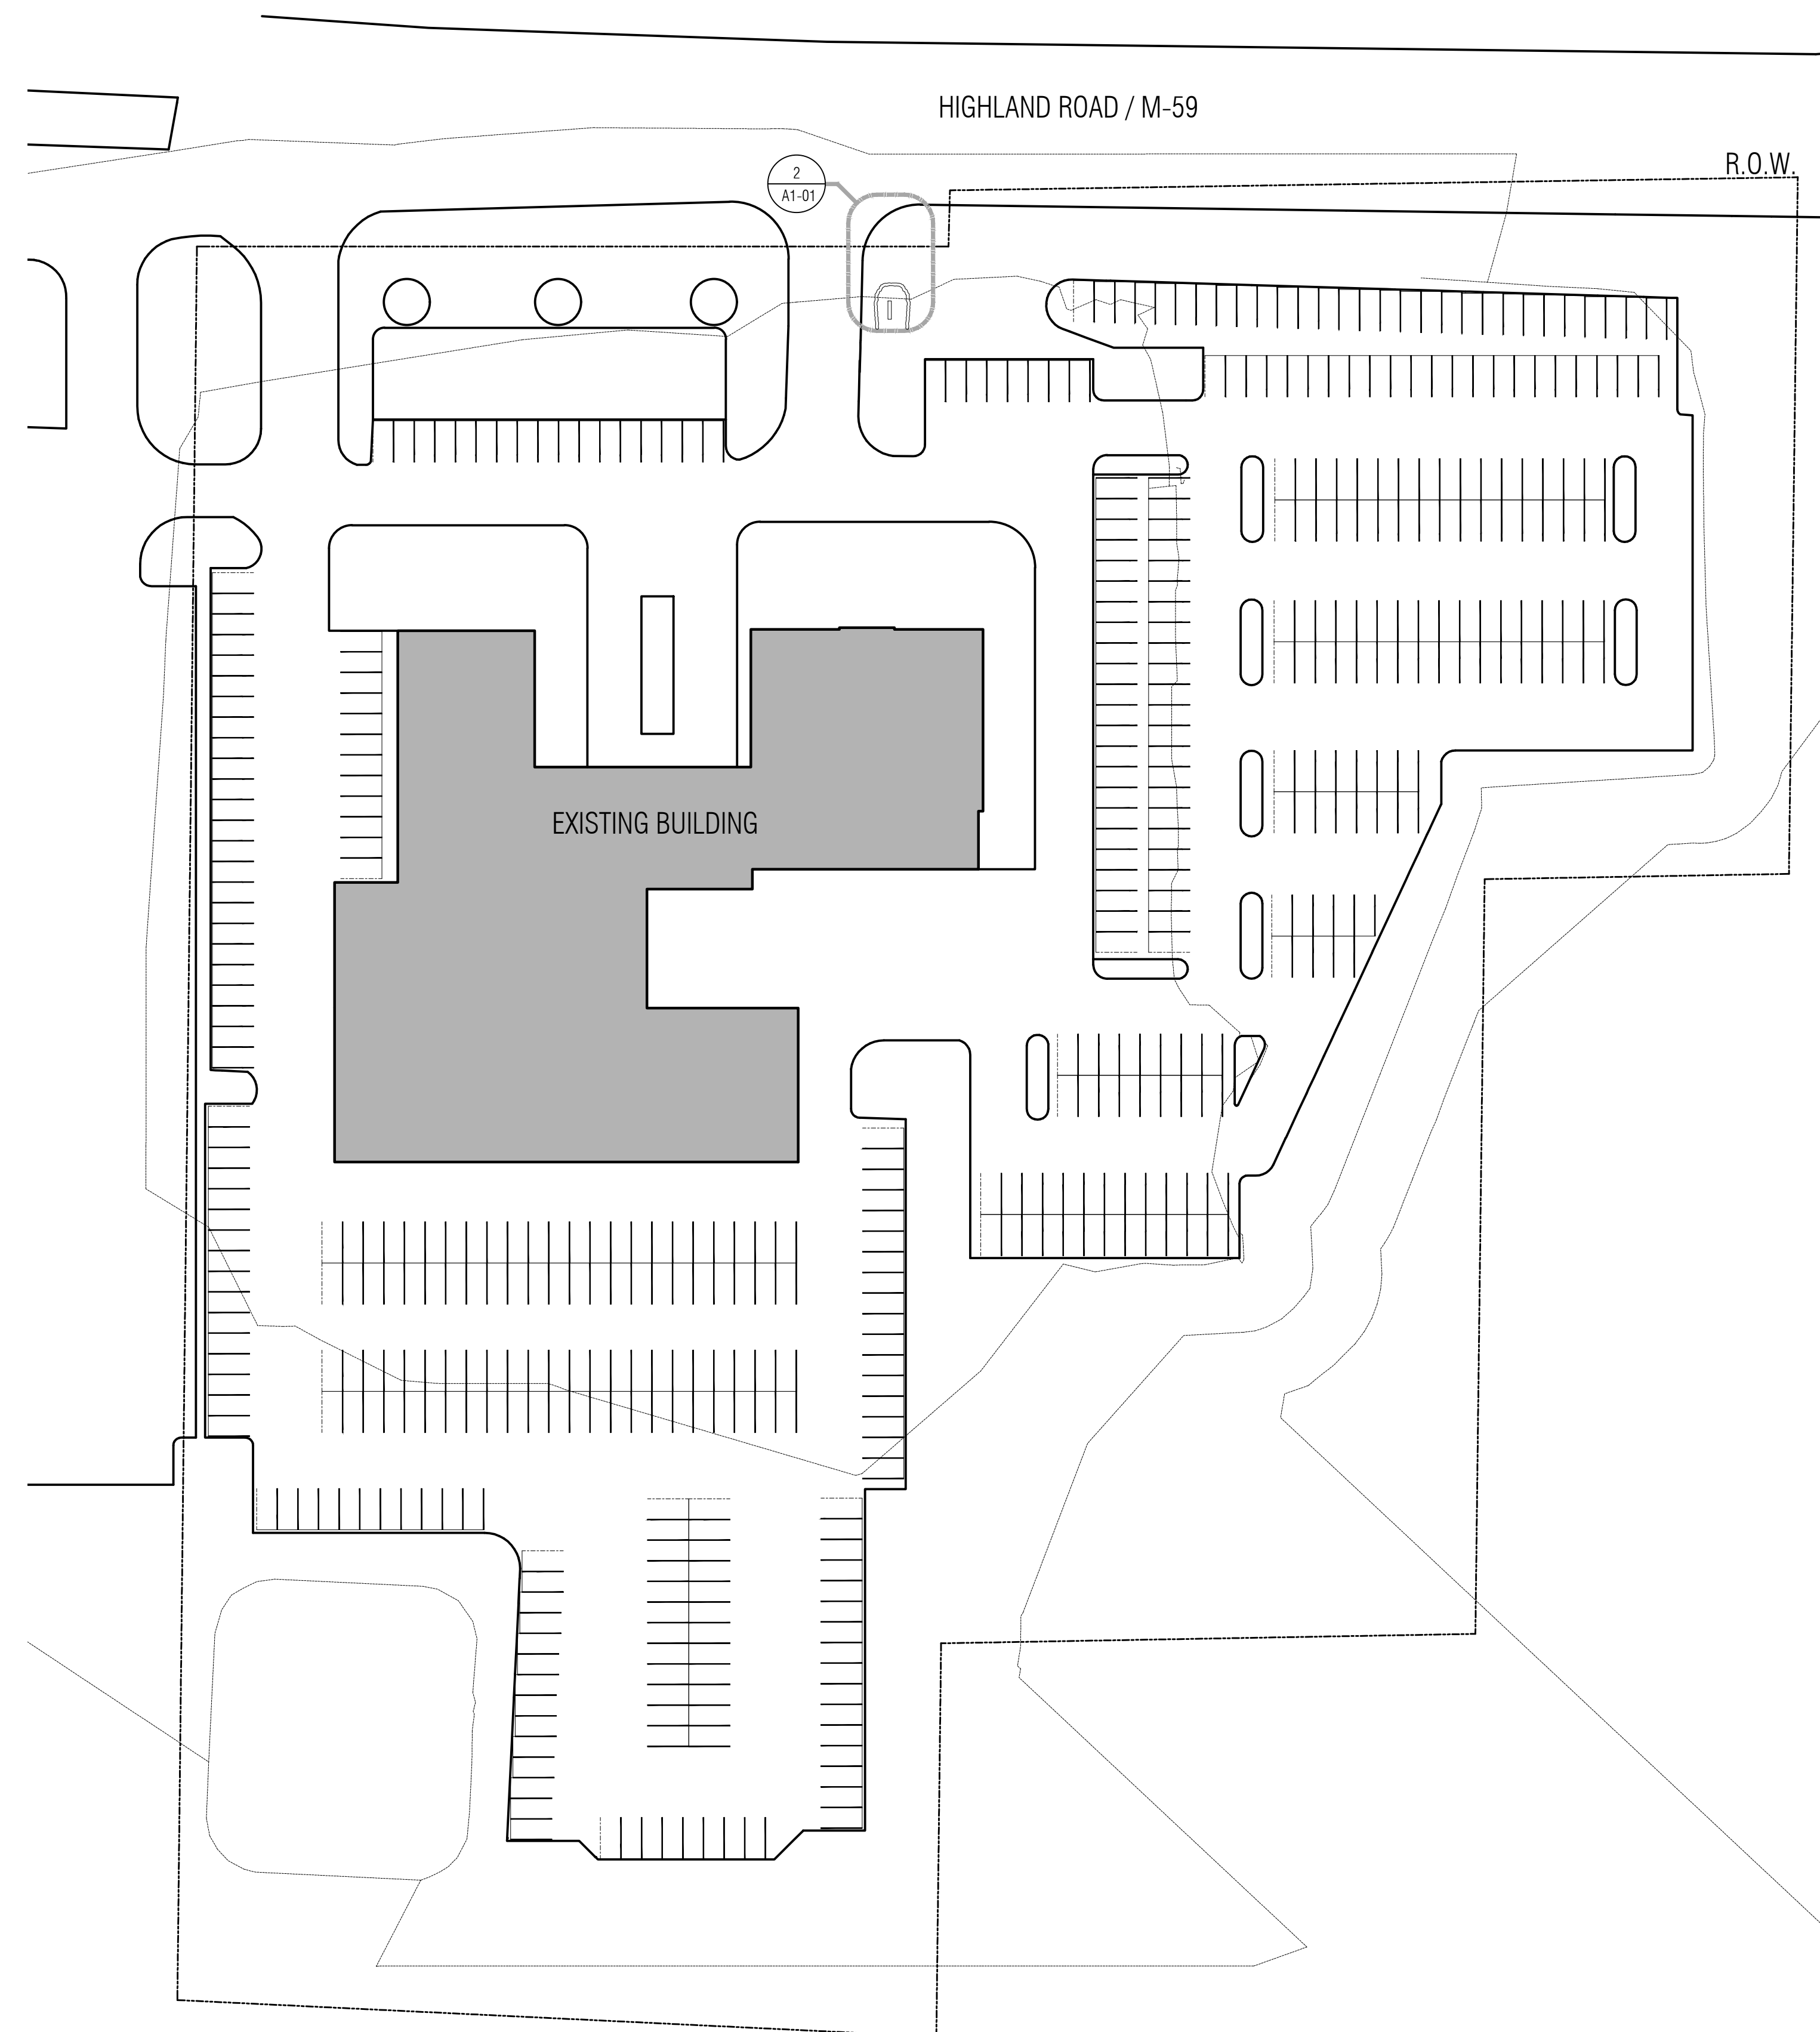 HIGHLAND ROAD / M-59
R.O.W.
2
A1-01
EXISTING BUILDING